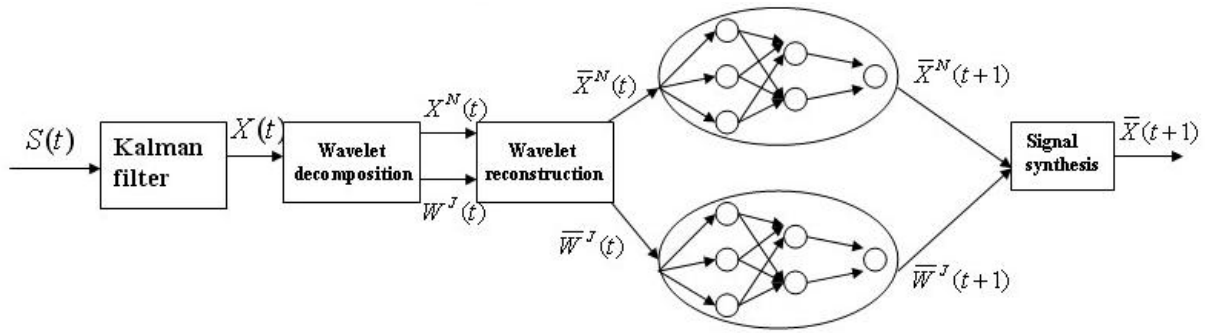 S(t)
Kalman
filter
X(t)
Wavelet
decomposition
X^N(t)
W^J(t)
Wavelet
reconstruction
X̅^N(t)
W̅^J(t)
X̅^N(t+1)
W̅^J(t+1)
Signal
synthesis
X̅(t+1)